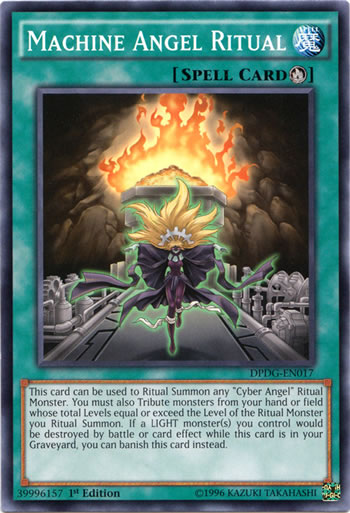 MACHINE ANGEL RITUAL
魔
[SPELL CARD]
DPDG-EN017
This card can be used to Ritual Summon any "Cyber Angel" Ritual
Monster. You must also Tribute monsters from your hand or field
whose total Levels equal or exceed the Level of the Ritual Monster
you Ritual Summon. If a LIGHT monster(s) you control would
be destroyed by battle or card effect while this card is in your
Graveyard, you can banish this card instead.
39996157 1st Edition ©1996 KAZUKI TAKAHASHI